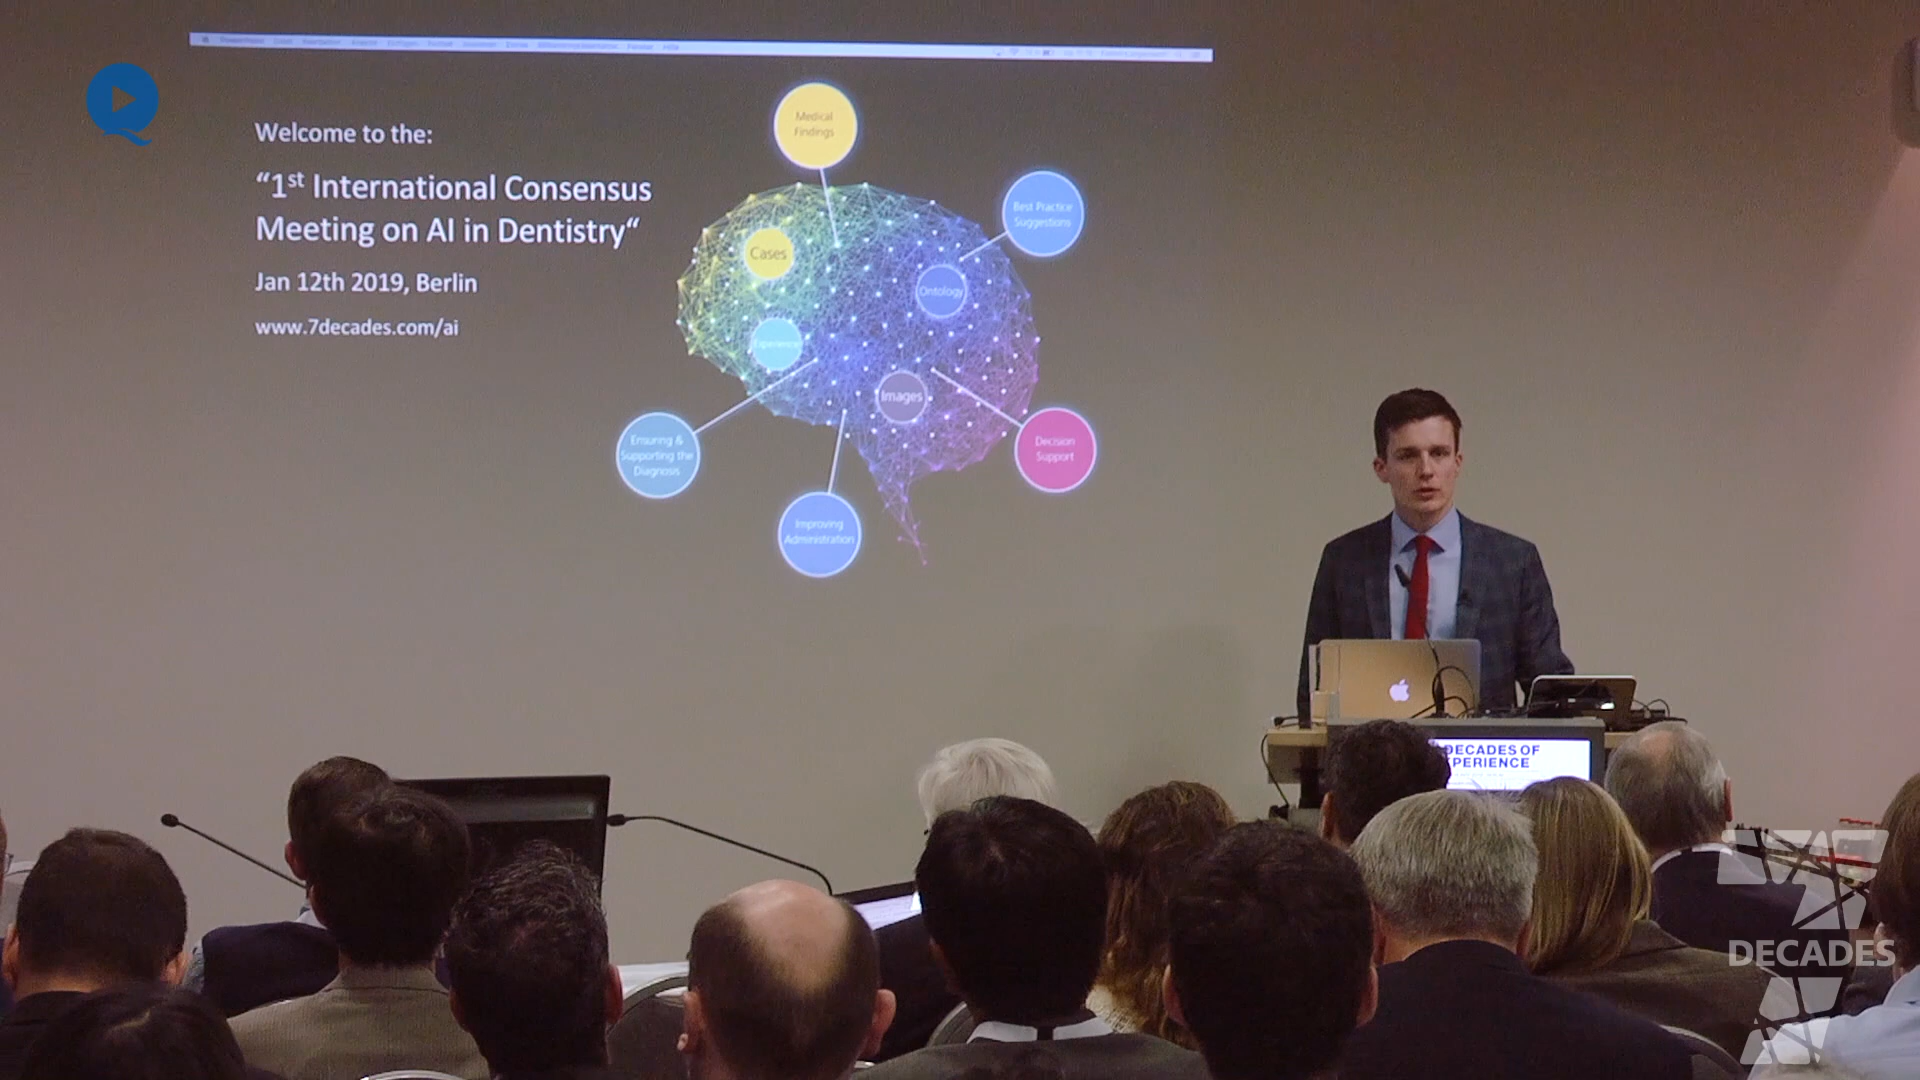 Welcome to the:
“1st International Consensus
Meeting on AI in Dentistry“
Jan 12th 2019, Berlin
www.7decades.com/ai
Medical
Findings
Best Practice
Suggestions
Cases
Ontology
Experience
Images
Ensuring &
Supporting the
Diagnosis
Decision
Support
Improving
Administration
DECADES OF
XPERIENCE
DECADES